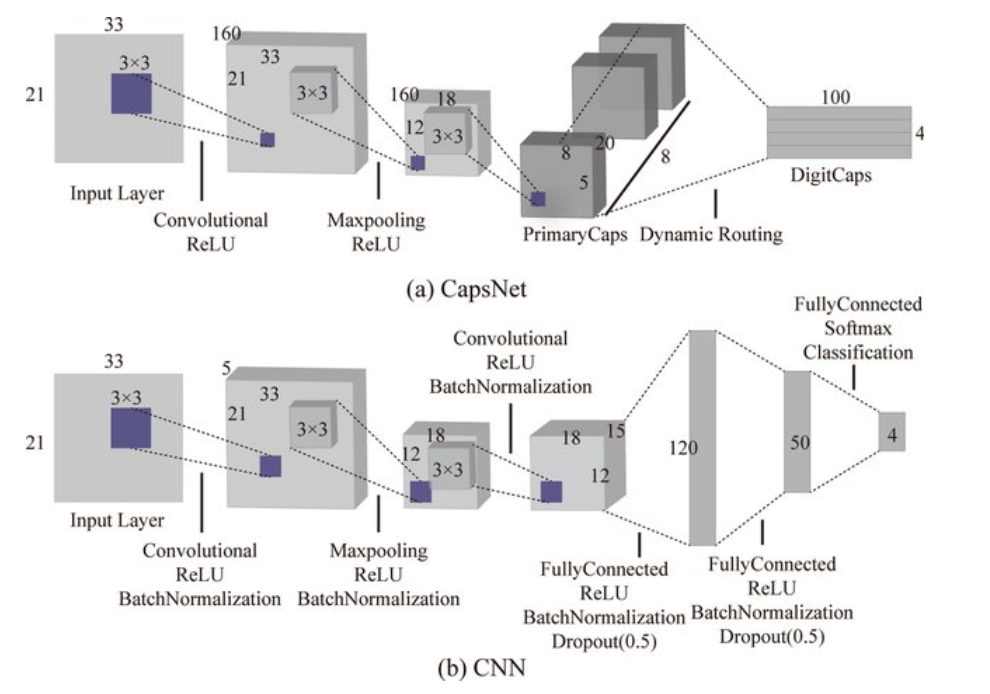 33
160
33
3×3
21
21
3×3
160
18
12
3×3
8
20
5
8
100
4
Input Layer
Convolutional
ReLU
Maxpooling
ReLU
PrimaryCaps
Dynamic Routing
DigitCaps
(a) CapsNet
33
5
33
3×3
21
21
3×3
18
12
3×3
Convolutional
ReLU
BatchNormalization
18
15
12
120
50
4
FullyConnected
Softmax
Classification
Input Layer
Convolutional
ReLU
BatchNormalization
Maxpooling
ReLU
BatchNormalization
FullyConnected
ReLU
BatchNormalization
Dropout(0.5)
FullyConnected
ReLU
BatchNormalization
Dropout(0.5)
(b) CNN